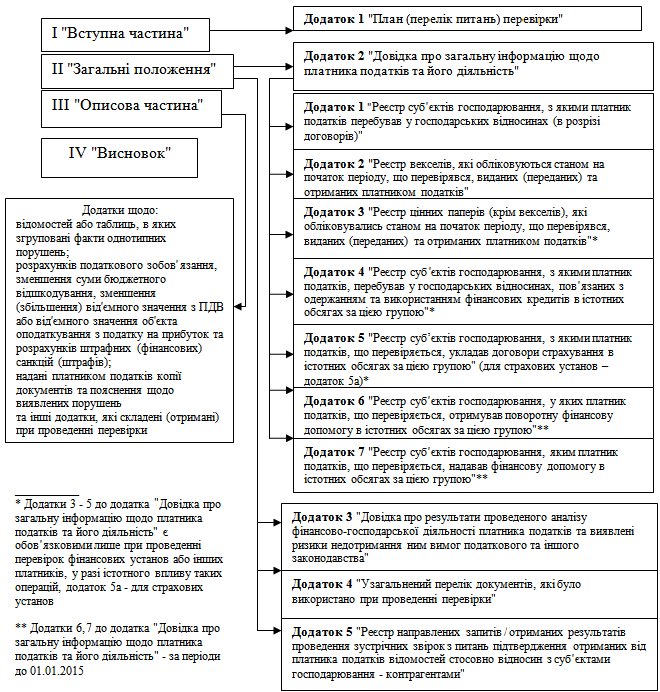 I "Вступна частина"
II "Загальні положення"
III "Описова частина"
IV "Висновок"
Додатки щодо:
відомостей або таблиць, в яких
згруповані факти однотипних
порушень;
розрахунків податкового зобов'язання,
зменшення суми бюджетного
відшкодування, зменшення
(збільшення) від'ємного значення з ПДВ
або від'ємного значення об'єкта
оподаткування з податку на прибуток та
розрахунків штрафних (фінансових)
санкцій (штрафів);
надані платником податків копії
документів та пояснення щодо
виявлених порушень
та інші додатки, які складені (отримані)
при проведенні перевірки
* Додатки 3 - 5 до додатка "Довідка про
загальну інформацію щодо платника
податків та його діяльність" є
обов'язковими лише при проведенні
перевірок фінансових установ або інших
платників, у разі істотного впливу таких
операцій, додаток 5а - для страхових
установ
** Додатки 6,7 до додатка "Довідка про
загальну інформацію щодо платника
податків та його діяльність" - за періоди
до 01.01.2015
Додаток 1 "План (перелік питань) перевірки"
Додаток 2 "Довідка про загальну інформацію щодо
платника податків та його діяльність"
Додаток 1 "Реєстр суб'єктів господарювання, з якими платник
податків перебував у господарських відносинах (в розрізі
договорів)"
Додаток 2 "Реєстр векселів, які обліковуються станом на
початок періоду, що перевірявся, виданих (переданих) та
отриманих платником податків"
Додаток 3 "Реєстр цінних паперів (крім векселів), які
обліковувались станом на початок періоду, що перевірявся,
виданих (переданих) та отриманих платником податків"*
Додаток 4 "Реєстр суб'єктів господарювання, з якими платник
податків, перебував у господарських відносинах, пов'язаних з
одержанням та використанням фінансових кредитів в істотних
обсягах за цією групою"*
Додаток 5 "Реєстр суб'єктів господарювання, з якими платник
податків, що перевіряється, укладав договори страхування в
істотних обсягах за цією групою" (для страхових установ –
додаток 5а)*
Додаток 6 "Реєстр суб'єктів господарювання, у яких платник
податків, що перевіряється, отримував поворотну фінансову
допомогу в істотних обсягах за цією групою"**
Додаток 7 "Реєстр суб'єктів господарювання, яким платник
податків, що перевіряється, надавав фінансову допомогу в
істотних обсягах за цією групою"**
Додаток 3 "Довідка про результати проведеного аналізу
фінансово-господарської діяльності платника податків та виявлені
ризики недотримання ним вимог податкового та іншого
законодавства"
Додаток 4 "Узагальнений перелік документів, які було
використано при проведенні перевірки"
Додаток 5 "Реєстр направлених запитів / отриманих результатів
проведення зустрічних звірок з питань підтвердження отриманих від
платника податків відомостей стосовно відносин з суб'єктами
господарювання - контрагентами"